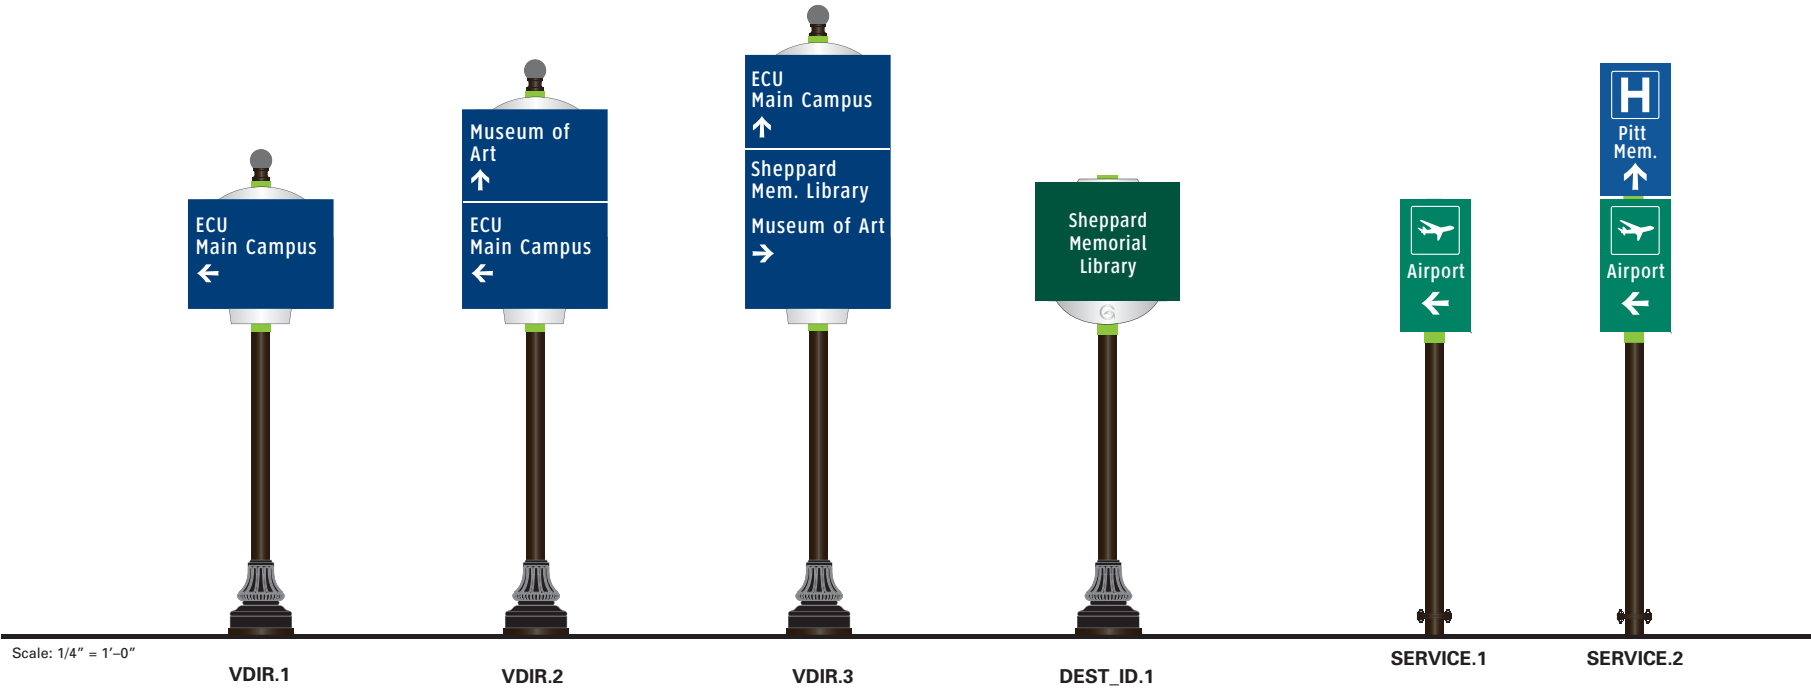 ECU
Main Campus
←
Museum of
Art
↑
ECU
Main Campus
←
ECU
Main Campus
↑
Sheppard
Mem. Library
Museum of Art
→
Sheppard
Memorial
Library
G
Airport
←
H
Pitt
Mem.
↑
Airport
←
Scale: 1/4” = 1’–0”
VDIR.1
VDIR.2
VDIR.3
DEST_ID.1
SERVICE.1
SERVICE.2